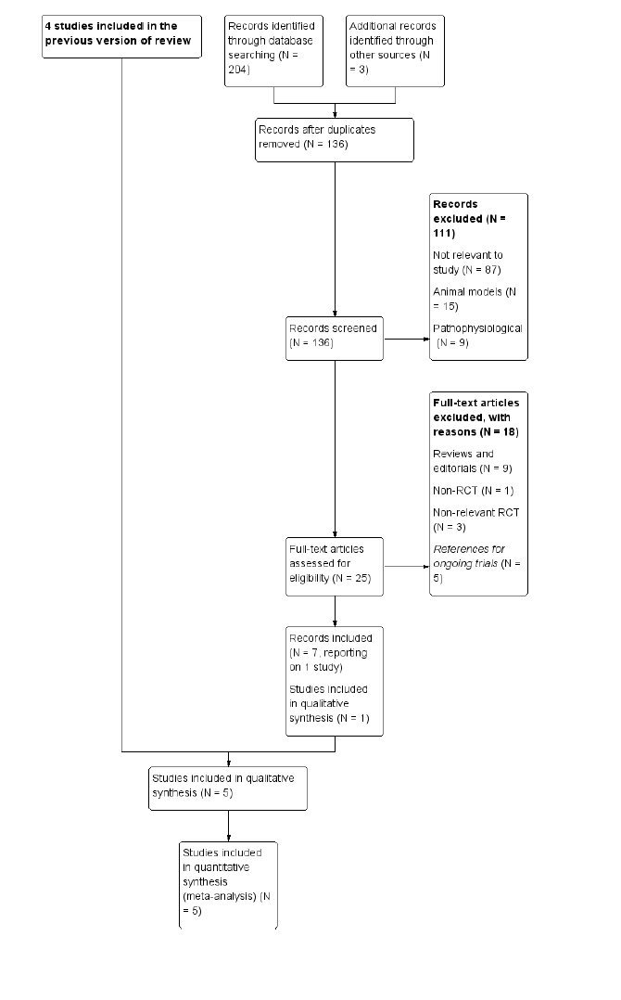 4 studies included in the
previous version of review
Records identified
through database
searching (N =
204)
Additional records
identified through
other sources (N
= 3)
Records after duplicates
removed (N = 136)
Records
excluded (N =
111)
Not relevant to
study (N = 87)
Animal models (N
= 15)
Pathophysiological
(N = 9)
Records screened
(N = 136)
Full-text articles
excluded, with
reasons (N = 18)
Reviews and
editorials (N = 9)
Non-RCT (N = 1)
Non-relevant RCT
(N = 3)
References for
ongoing trials (N =
5)
Full-text articles
assessed for
eligibility (N = 25)
Records included
(N = 7, reporting
on 1 study)
Studies included
in qualitative
synthesis (N = 1)
Studies included in qualitative
synthesis (N = 5)
Studies included
in quantitative
synthesis
(meta-analysis) (N
= 5)